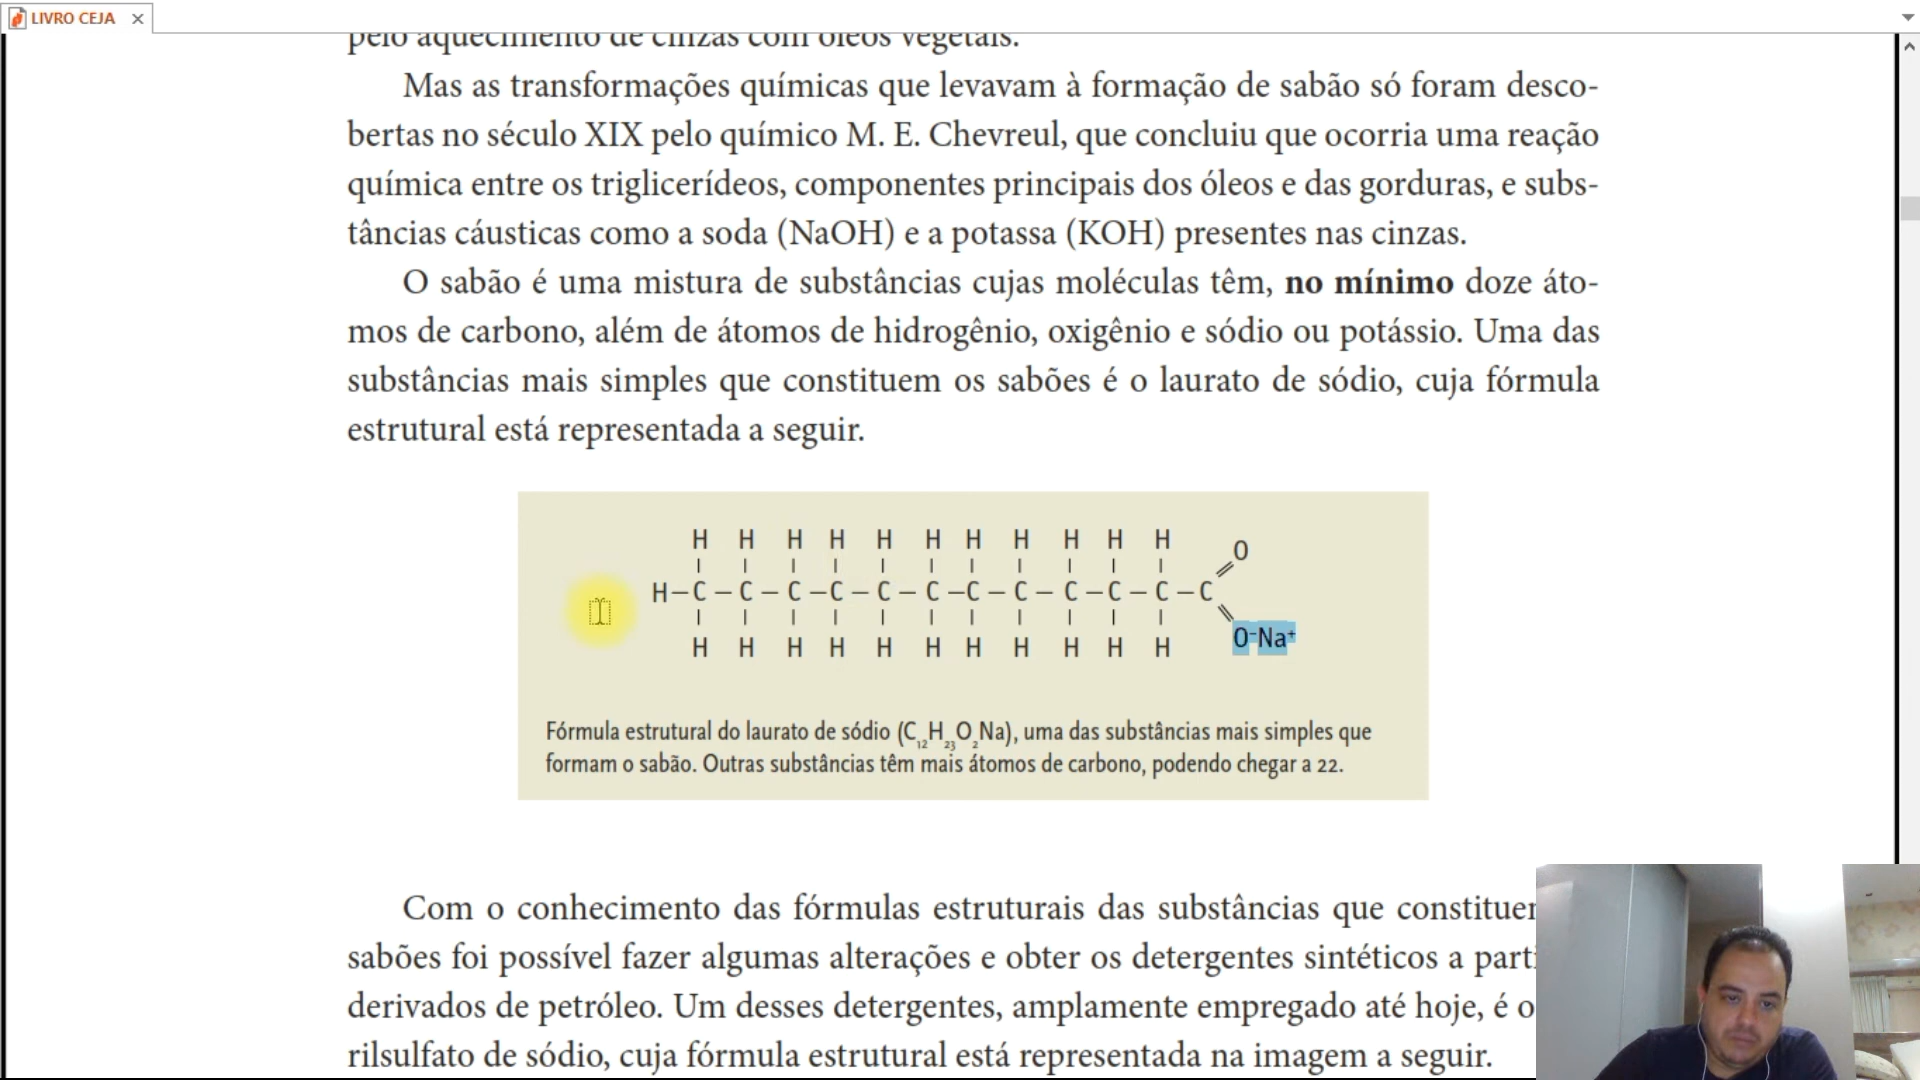 LIVRO CEJA
pelo aquecimento de cinzas com óleos vegetais.
Mas as transformações químicas que levavam à formação de sabão só foram desco-
bertas no século XIX pelo químico M. E. Chevreul, que concluiu que ocorria uma reação
química entre os triglicerídeos, componentes principais dos óleos e das gorduras, e subs-
tâncias cáusticas como a soda (NaOH) e a potassa (KOH) presentes nas cinzas.
O sabão é uma mistura de substâncias cujas moléculas têm, no mínimo doze áto-
mos de carbono, além de átomos de hidrogênio, oxigênio e sódio ou potássio. Uma das
substâncias mais simples que constituem os sabões é o laurato de sódio, cuja fórmula
estrutural está representada a seguir.
H H H H H H H H H H H O
H–C–C–C–C–C–C–C–C–C–C–C–C
H H H H H H H H H H H O⁻Na⁺
Fórmula estrutural do laurato de sódio (C₁₂H₂₃O₂Na), uma das substâncias mais simples que
formam o sabão. Outras substâncias têm mais átomos de carbono, podendo chegar a 22.
Com o conhecimento das fórmulas estruturais das substâncias que
sabões foi possível fazer algumas alterações e obter os detergentes sintéticos a
derivados de petróleo. Um desses detergentes, amplamente empregado até hoje, é o
rilsulfato de sódio, cuja fórmula estrutural está representada na imagem a seguir.